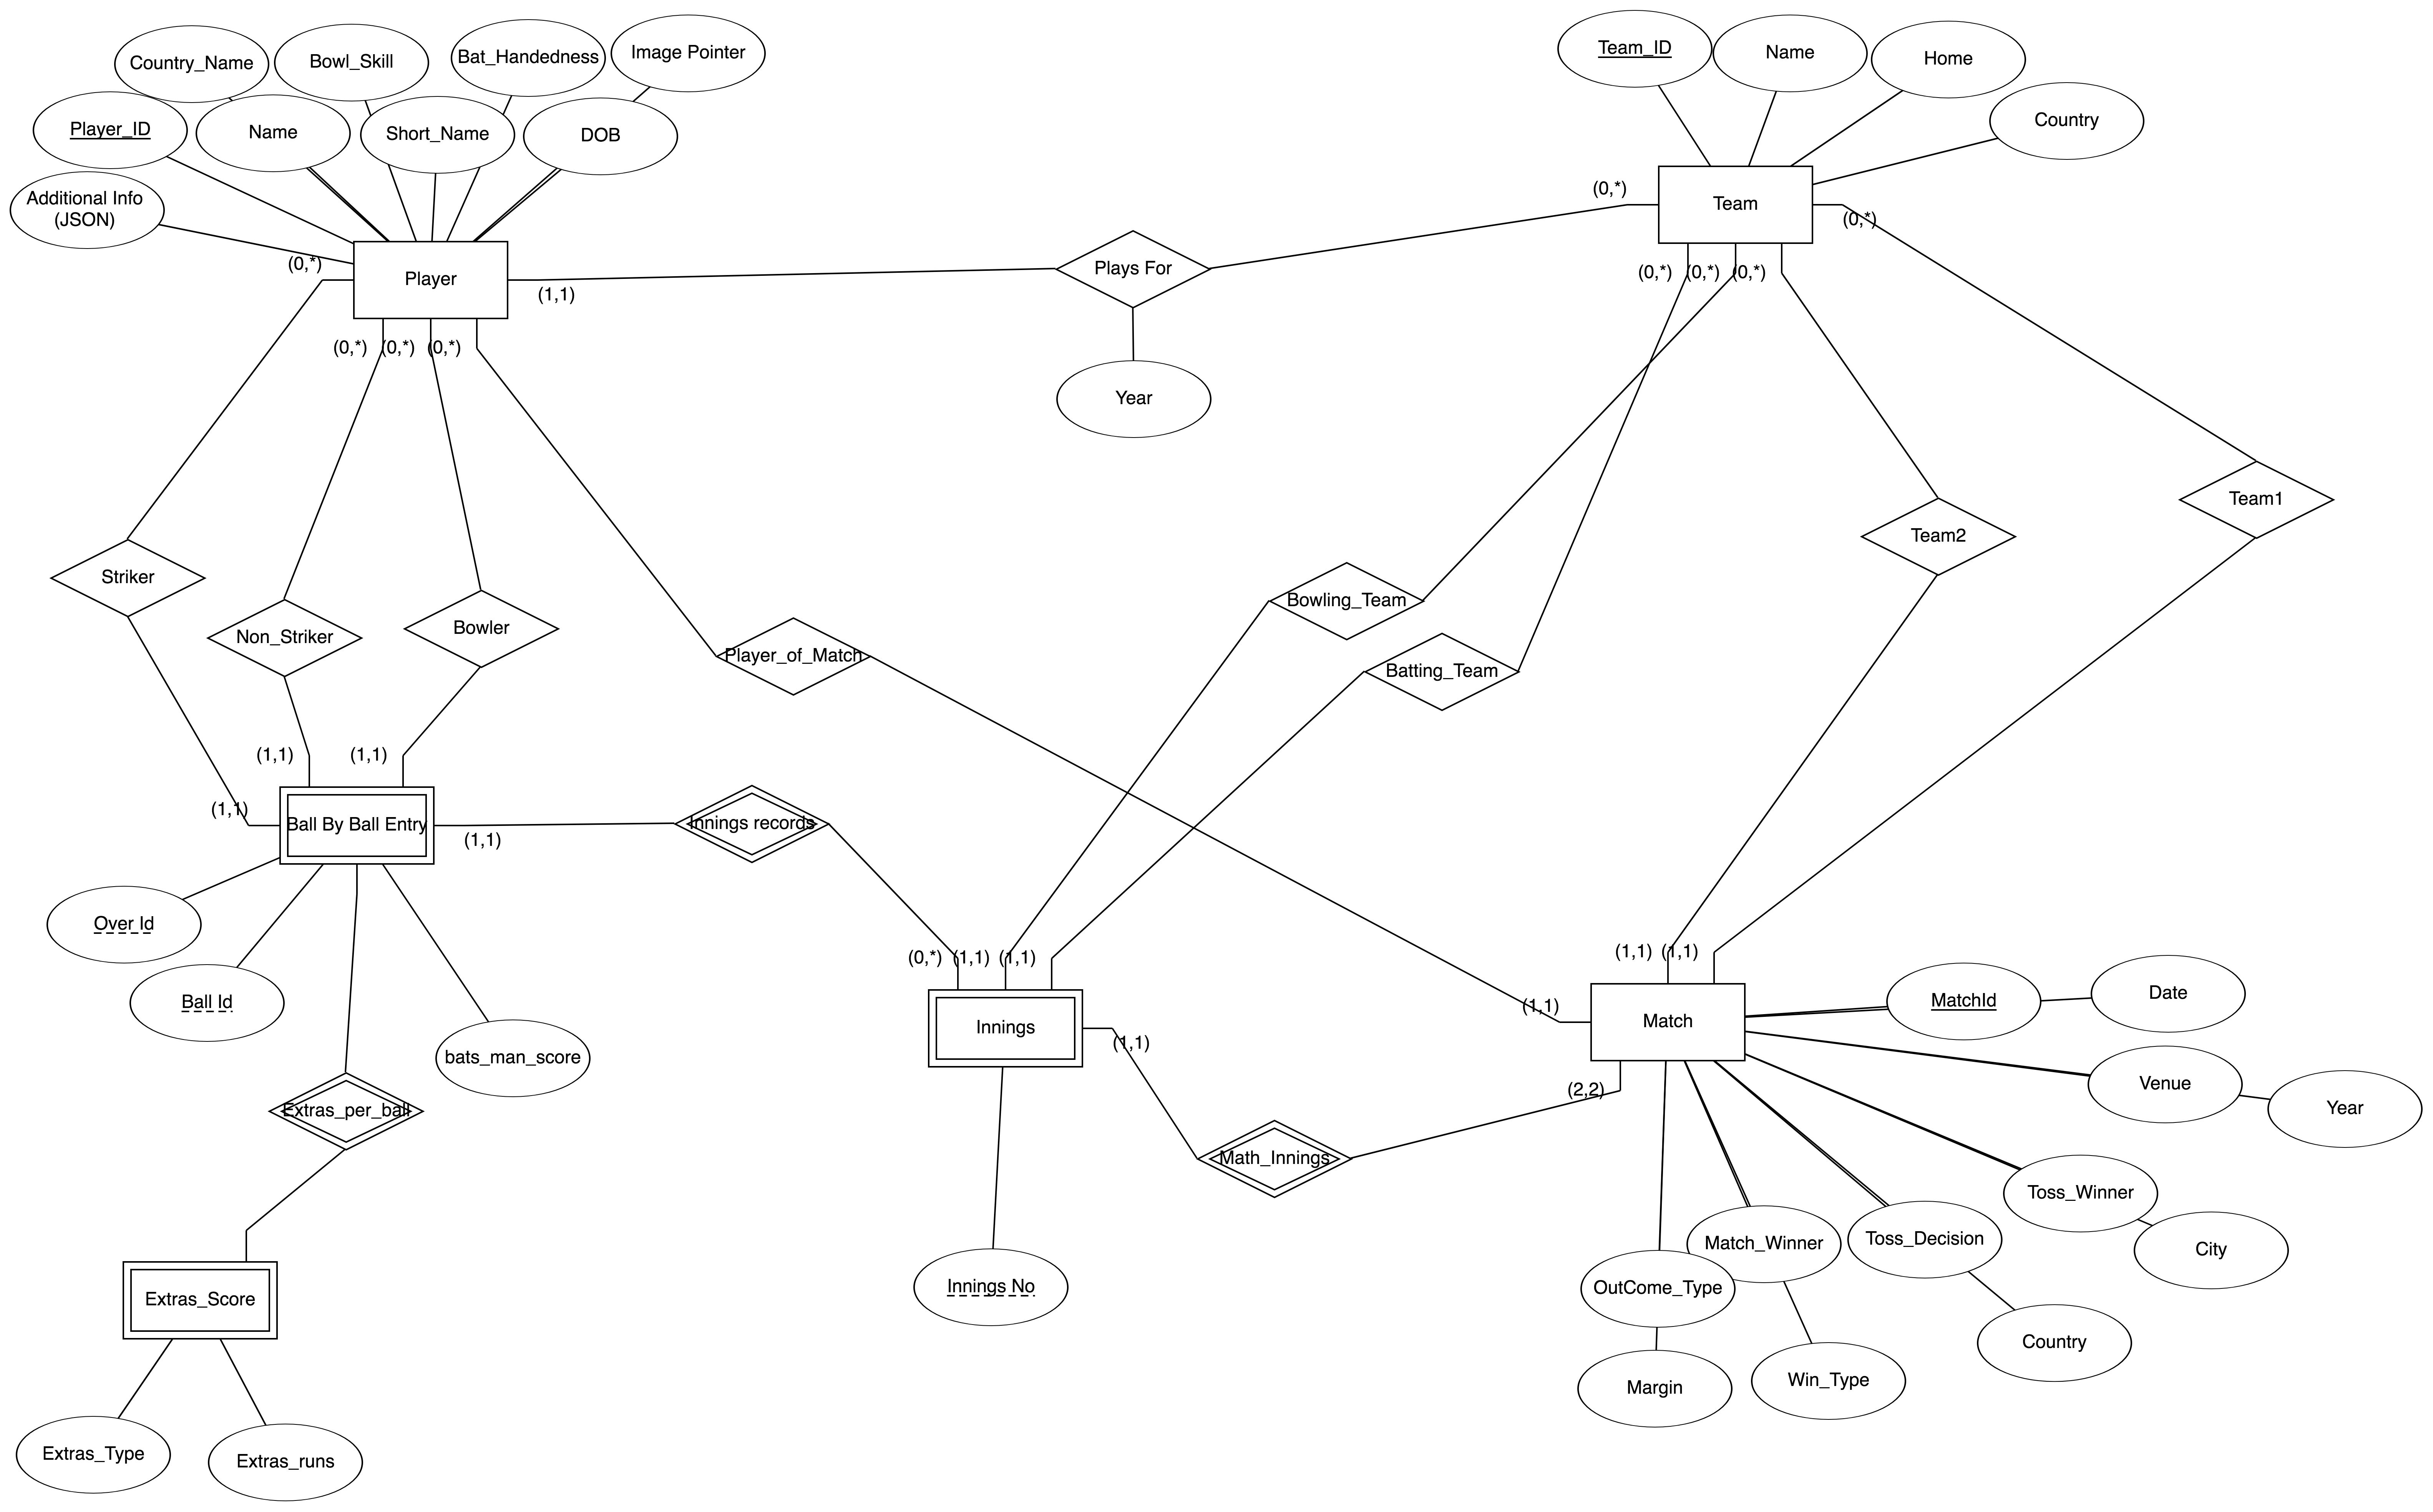 Country_Name
Bowl_Skill
Bat_Handedness
Image Pointer
Team_ID
Name
Home
Country
Player_ID
Name
Short_Name
DOB
Additional Info
(JSON)
Player
Team
Plays For
Year
(0,*)
(1,1)
(0,*)
(0,*)
(0,*)
(0,*)
(0,*)
(0,*)
(0,*)
(0,*)
Striker
Non_Striker
Bowler
Player_of_Match
Bowling_Team
Batting_Team
Team2
Team1
(1,1)
(1,1)
(1,1)
Ball By Ball Entry
(1,1)
Innings records
Over Id
Ball Id
bats_man_score
(0,*)
(1,1)
(1,1)
Innings
(1,1)
Innings No
(1,1)
(1,1)
(1,1)
Match
(2,2)
Math_Innings
MatchId
Date
Venue
Year
Toss_Winner
City
Toss_Decision
Country
Match_Winner
Win_Type
OutCome_Type
Margin
Extras_per_ball
Extras_Score
Extras_Type
Extras_runs